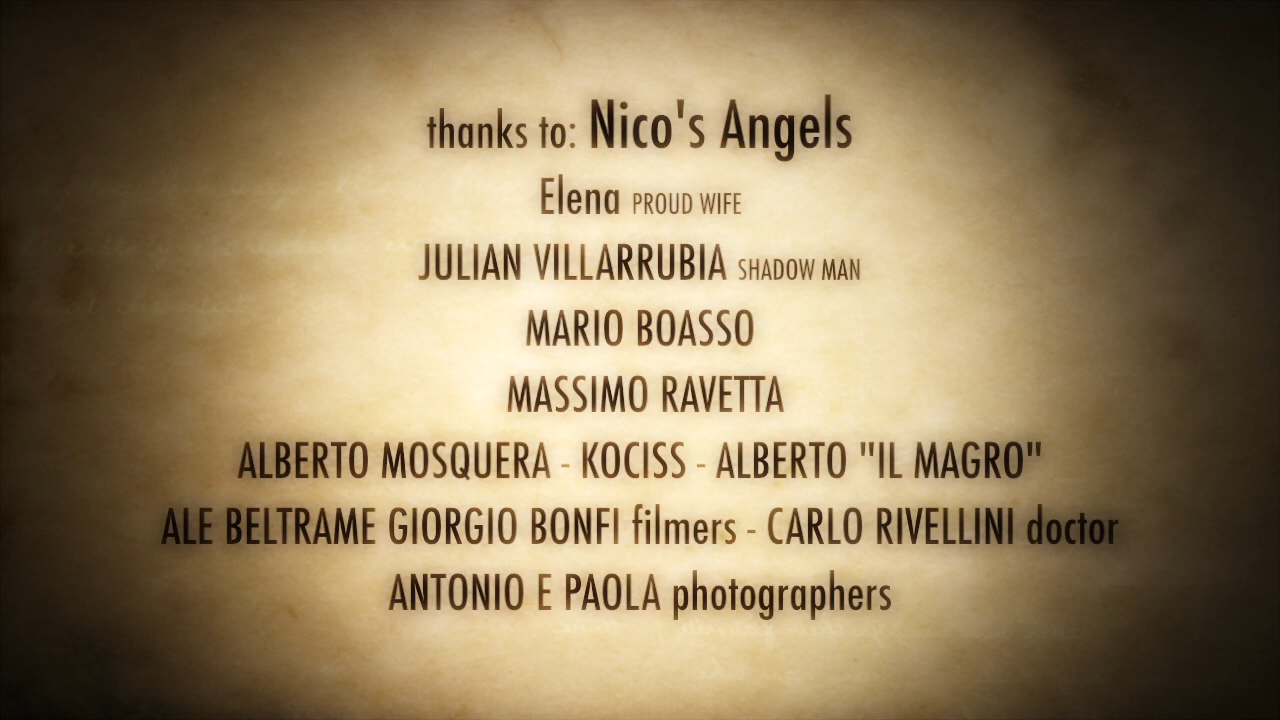 thanks to: Nico's Angels
Elena PROUD WIFE
JULIAN VILLARRUBIA SHADOW MAN
MARIO BOASSO
MASSIMO RAVETTA
ALBERTO MOSQUERA - KOCISS - ALBERTO "IL MAGRO"
ALE BELTRAME GIORGIO BONFI filmers - CARLO RIVELLINI doctor
ANTONIO E PAOLA photographers